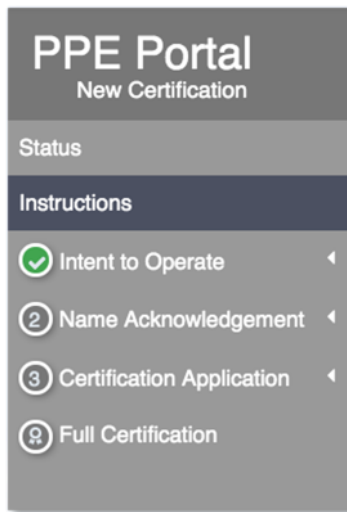 PPE Portal
New Certification
Status
Instructions
Intent to Operate
2 Name Acknowledgement
3 Certification Application
Full Certification